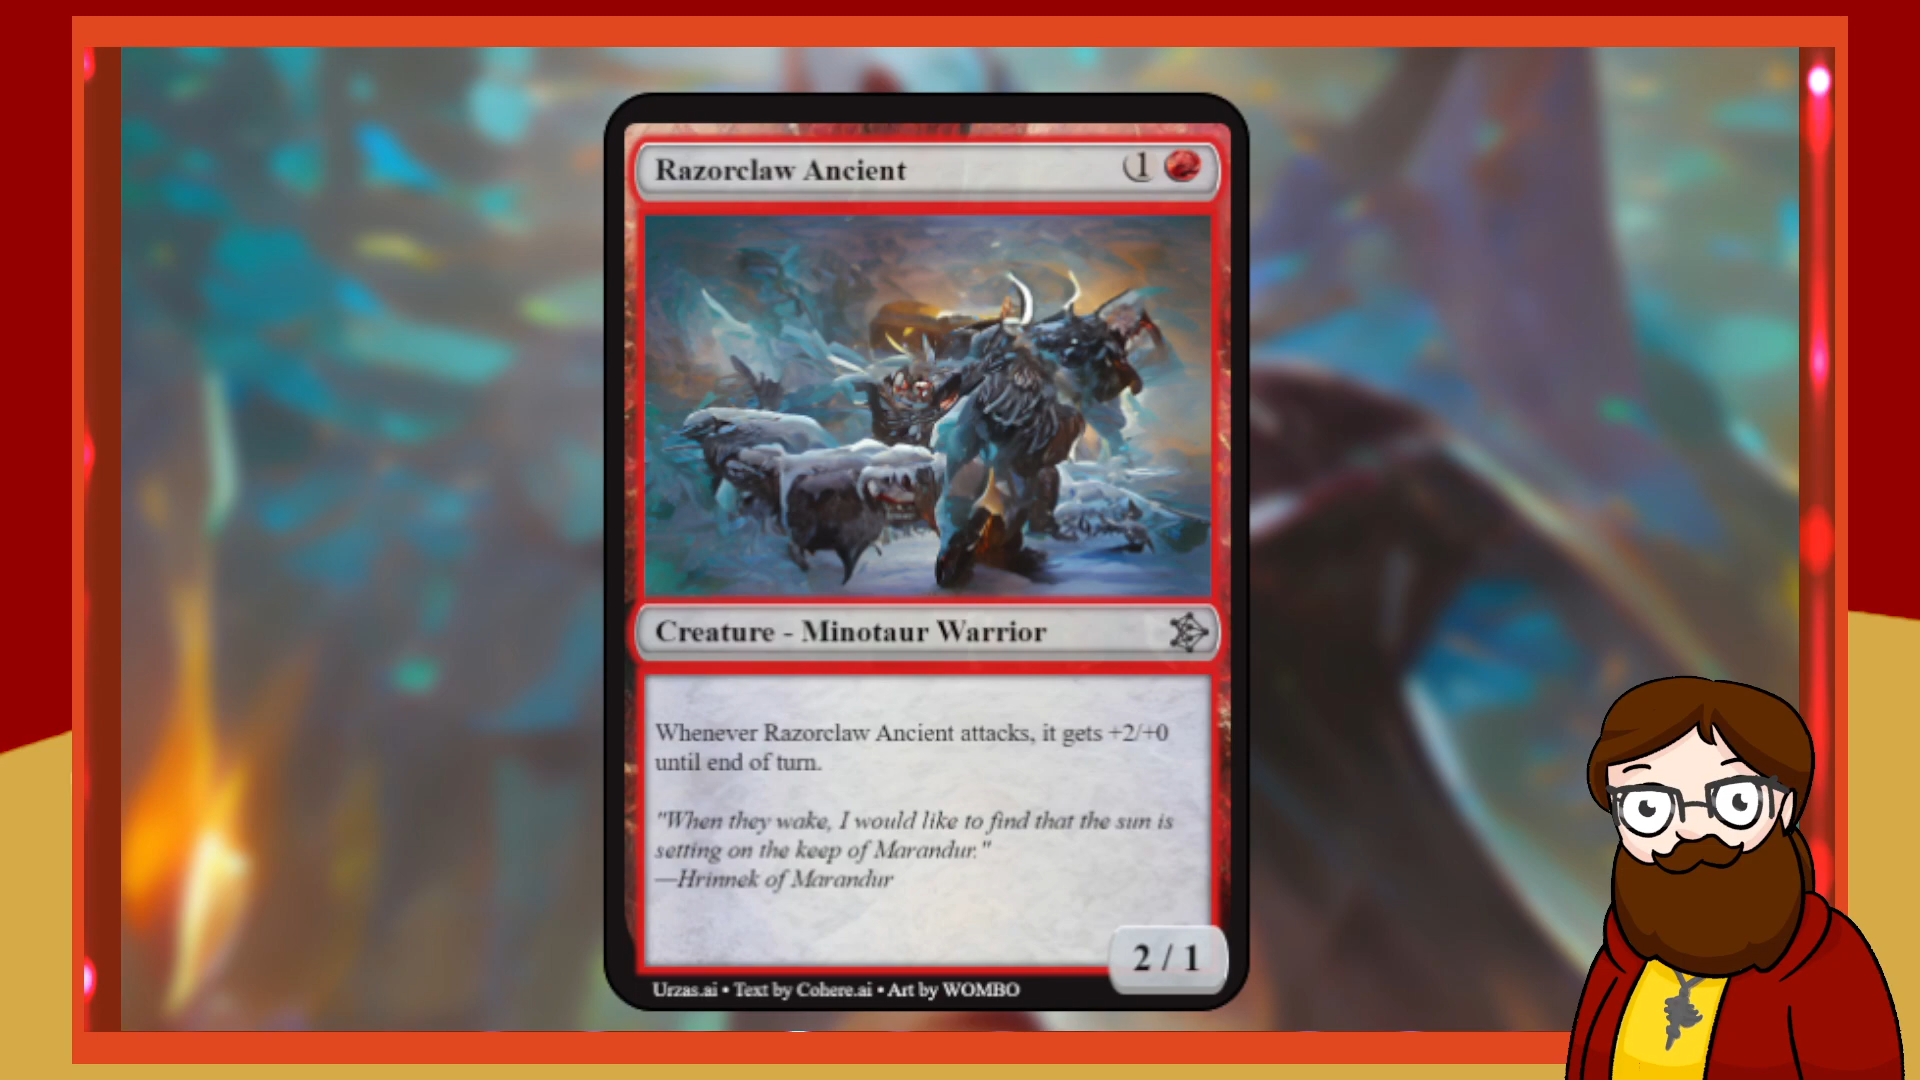 Razorclaw Ancient 1
Creature - Minotaur Warrior
Whenever Razorclaw Ancient attacks, it gets +2/+0
until end of turn.
"When they wake, I would like to find that the sun is
setting on the keep of Marandur."
—Hrinnek of Marandur
2 / 1
Urzas.ai • Text by Cohere.ai • Art by WOMBO